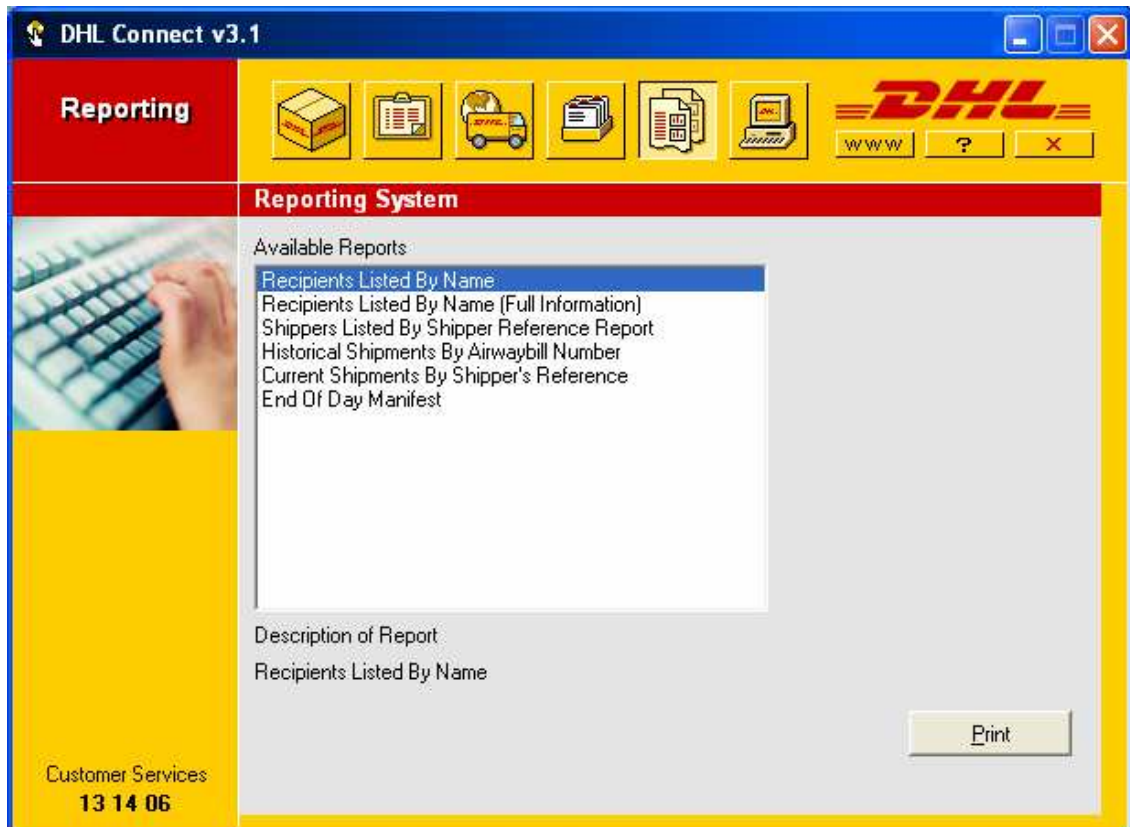 DHL Connect v3.1
Reporting
DHL
www ? ×
Reporting System
Available Reports
Recipients Listed By Name
Recipients Listed By Name (Full Information)
Shippers Listed By Shipper Reference Report
Historical Shipments By Airwaybill Number
Current Shipments By Shipper's Reference
End Of Day Manifest
Description of Report
Recipients Listed By Name
Print
Customer Services
13 14 06